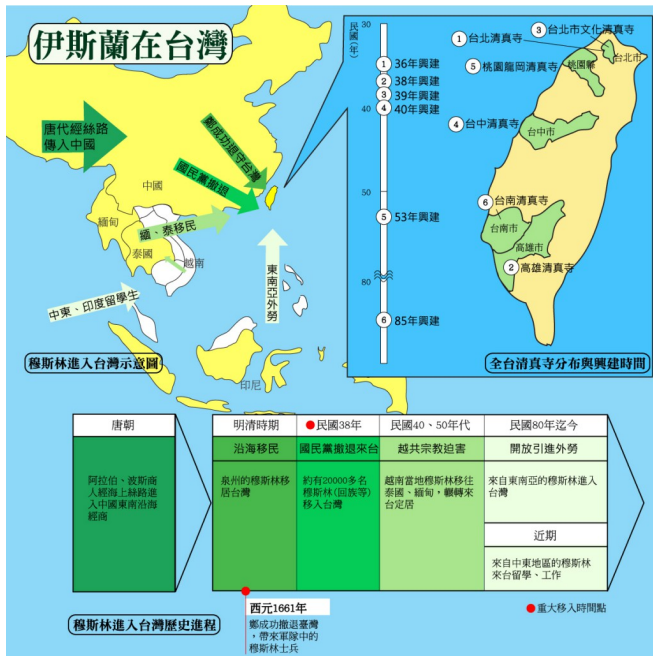 伊斯蘭在台灣
唐代經絲路
傳入中國
鄭成功退守台灣
國民黨撤退
中國
緬甸
緬、泰移民
泰國
越南
中東、印度留學生
東南亞外勞
印尼
穆斯林進入台灣示意圖
民國(年)
30
40
50
80
1 36年興建
2 38年興建
3 39年興建
4 40年興建
5 53年興建
6 85年興建
3 台北市文化清真寺
1 台北清真寺
5 桃園龍岡清真寺
台北市
桃園縣
4 台中清真寺
台中市
6 台南清真寺
台南市
高雄市
2 高雄清真寺
全台清真寺分布與興建時間
唐朝
阿拉伯、波斯商
人經海上絲路進
入中國東南沿海
經商
明清時期
沿海移民
泉州的穆斯林移
居台灣
民國38年
國民黨撤退來台
約有20000多名
穆斯林(回族等)
移入台灣
民國40、50年代
越共宗教迫害
越南當地穆斯林移往
泰國、緬甸，輾轉來
台定居
民國80年迄今
開放引進外勞
來自東南亞的穆斯林進入
台灣
近期
來自中東地區的穆斯林
來台留學、工作
西元1661年
鄭成功撤退臺灣
，帶來軍隊中的
穆斯林士兵
重大移入時間點
穆斯林進入台灣歷史進程